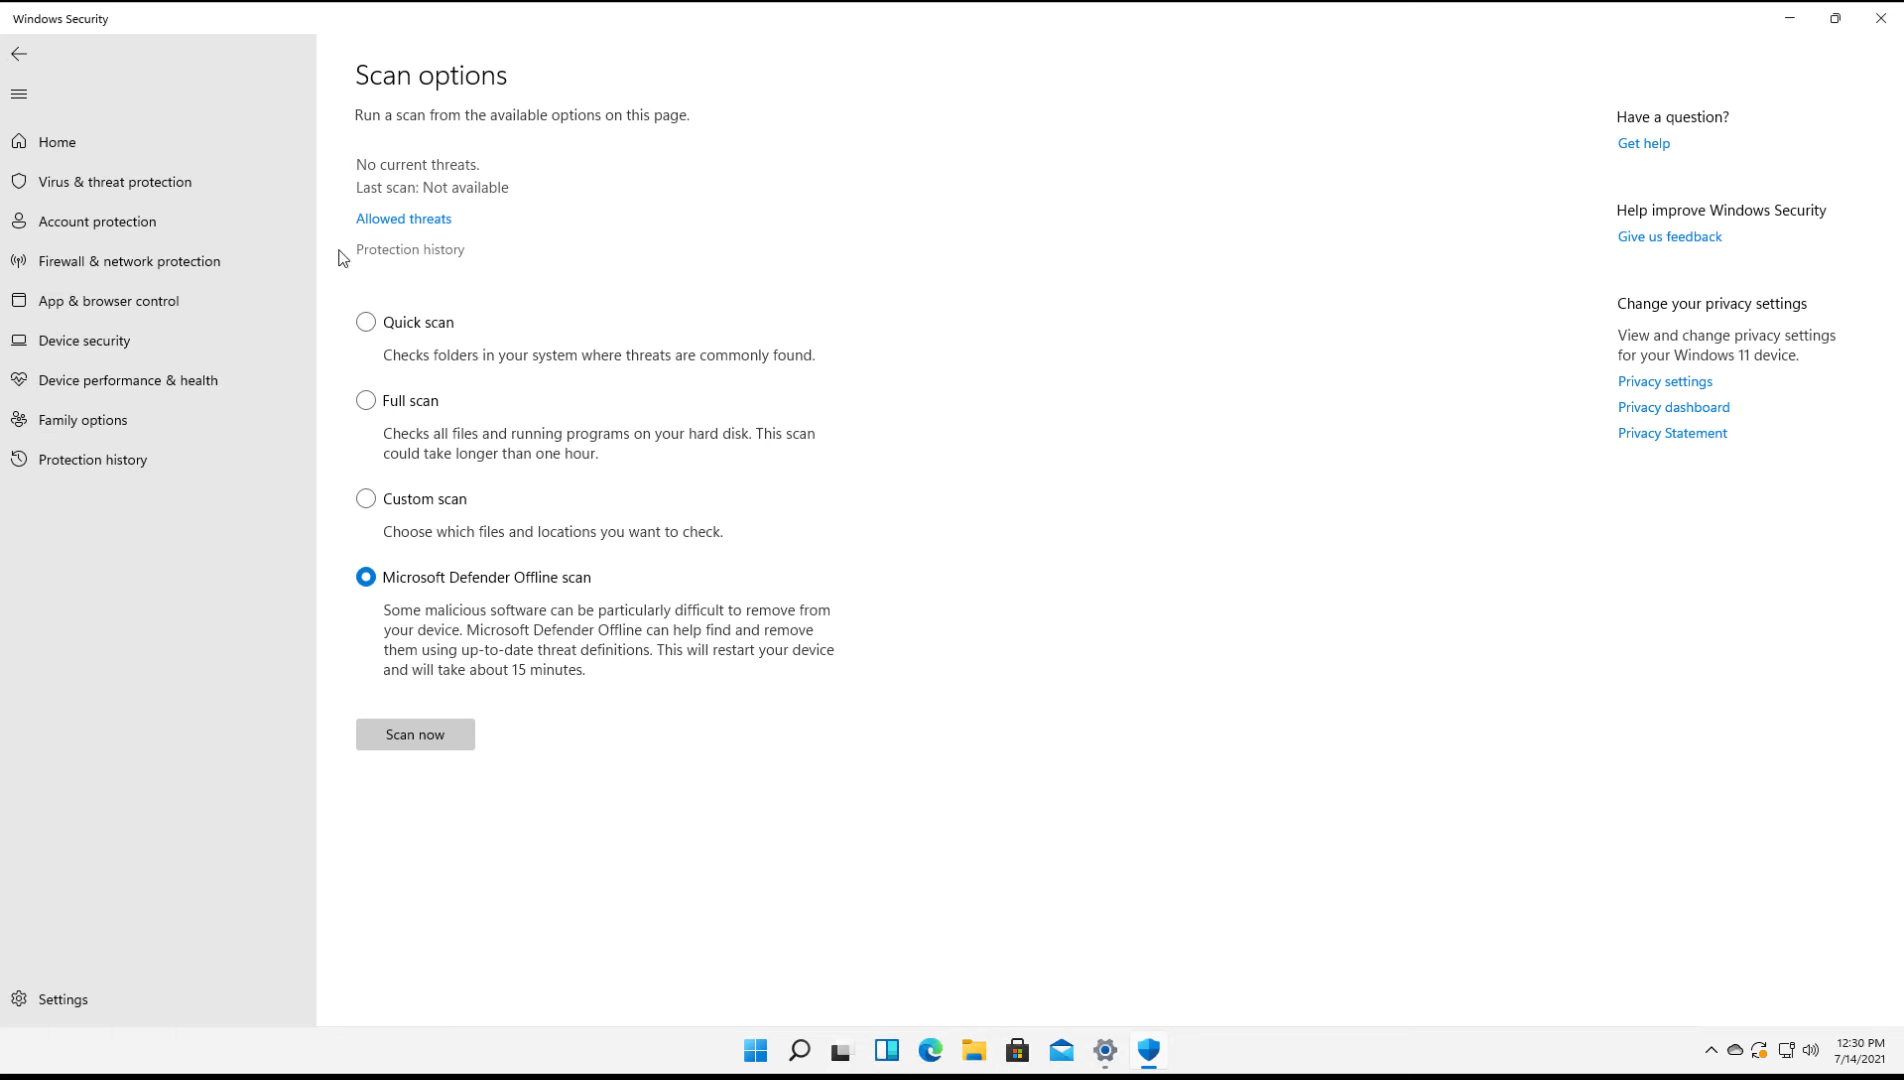 Windows Security
Home
Virus & threat protection
Account protection
Firewall & network protection
App & browser control
Device security
Device performance & health
Family options
Protection history
Settings
Scan options
Run a scan from the available options on this page.
No current threats.
Last scan: Not available
Allowed threats
Protection history
Quick scan
Checks folders in your system where threats are commonly found.
Full scan
Checks all files and running programs on your hard disk. This scan
could take longer than one hour.
Custom scan
Choose which files and locations you want to check.
Microsoft Defender Offline scan
Some malicious software can be particularly difficult to remove from
your device. Microsoft Defender Offline can help find and remove
them using up-to-date threat definitions. This will restart your device
and will take about 15 minutes.
Scan now
Have a question?
Get help
Help improve Windows Security
Give us feedback
Change your privacy settings
View and change privacy settings
for your Windows 11 device.
Privacy settings
Privacy dashboard
Privacy Statement
12:30 PM
7/14/2021